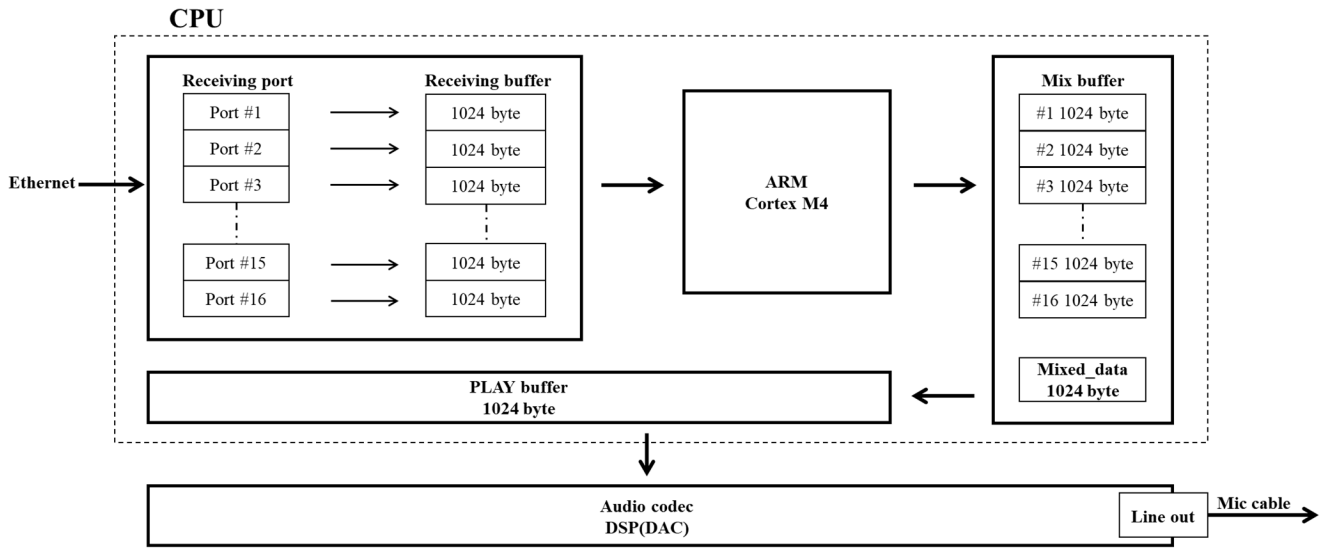 CPU
Receiving port
Receiving buffer
Mix buffer
Port #1
1024 byte
#1 1024 byte
Port #2
1024 byte
#2 1024 byte
Ethernet
Port #3
1024 byte
ARM
Cortex M4
#3 1024 byte
Port #15
1024 byte
#15 1024 byte
Port #16
1024 byte
#16 1024 byte
Mixed_data
1024 byte
PLAY buffer
1024 byte
Audio codec
DSP(DAC)
Line out
Mic cable